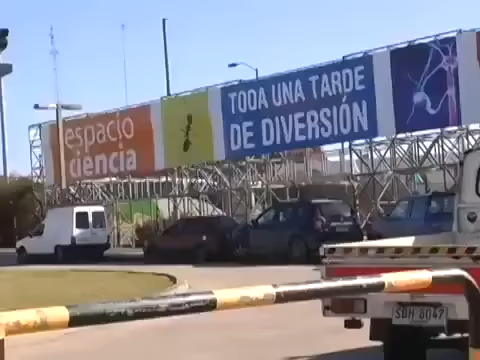 espacio
ciencia
TODA UNA TARDE
DE DIVERSIÓN
SBH 8047